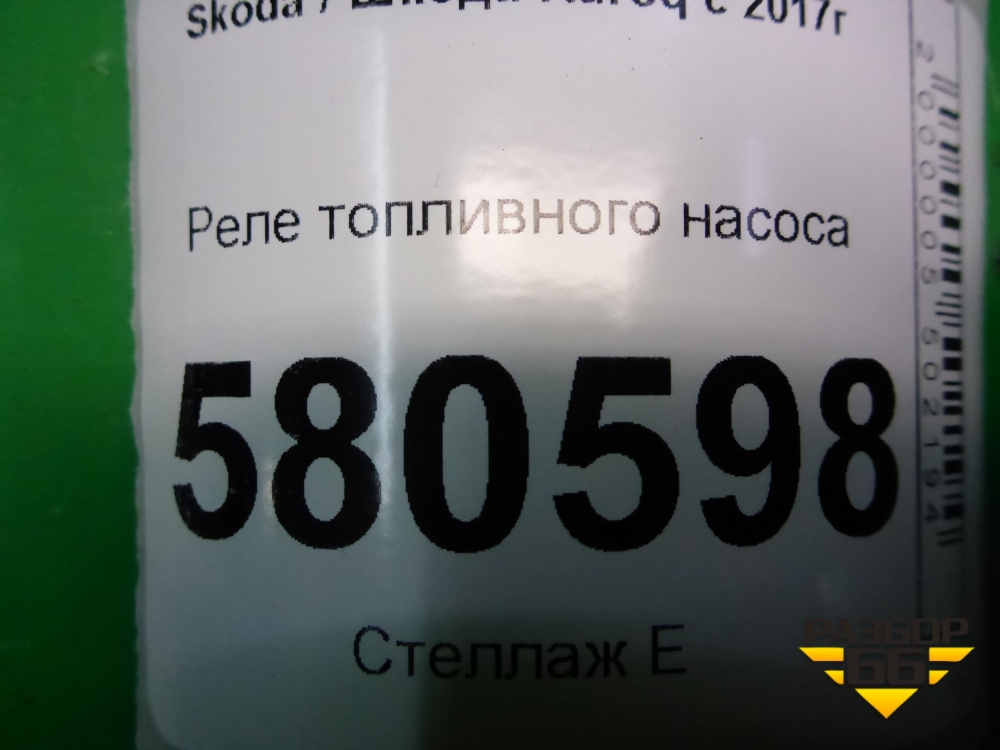 Skoda / Шкода Karoq с 2017г
Реле топливного насоса
580598
Стеллаж Е
2000005502194
РАЗБОР
66